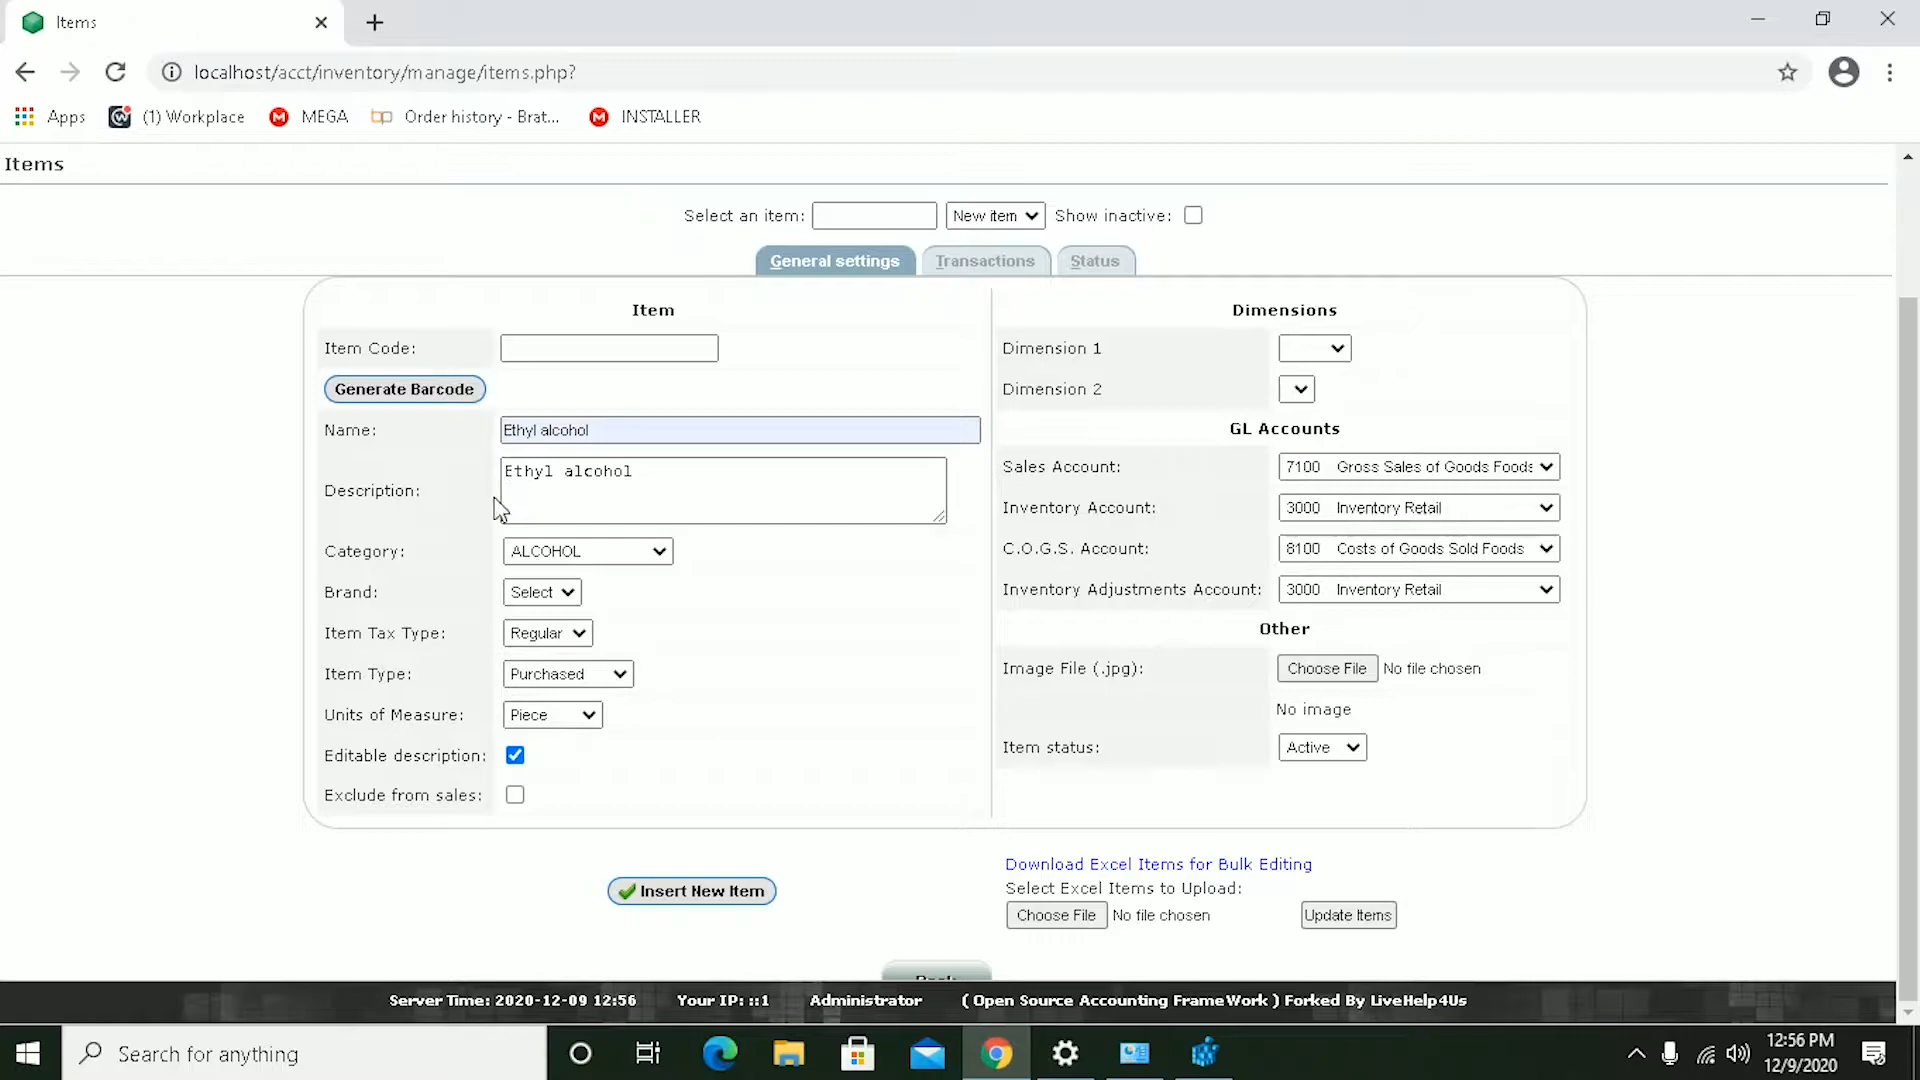 Items
localhost/acct/inventory/manage/items.php?
Apps (1) Workplace MEGA Order history - Brat... INSTALLER
Items
Select an item: New item Show inactive:
General settings Transactions Status
Item
Item Code:
Generate Barcode
Name: Ethyl alcohol
Description: Ethyl alcohol
Category: ALCOHOL
Brand: Select
Item Tax Type: Regular
Item Type: Purchased
Units of Measure: Piece
Editable description:
Exclude from sales:
Dimensions
Dimension 1
Dimension 2
GL Accounts
Sales Account: 7100 Gross Sales of Goods Foods
Inventory Account: 3000 Inventory Retail
C.O.G.S. Account: 8100 Costs of Goods Sold Foods
Inventory Adjustments Account: 3000 Inventory Retail
Other
Image File (.jpg): Choose File No file chosen
No image
Item status: Active
Insert New Item
Download Excel Items for Bulk Editing
Select Excel Items to Upload:
Choose File No file chosen Update Items
Server Time: 2020-12-09 12:56 Your IP: ::1 Administrator ( Open Source Accounting FrameWork ) Forked By LiveHelp4Us
Search for anything
12:56 PM
12/9/2020